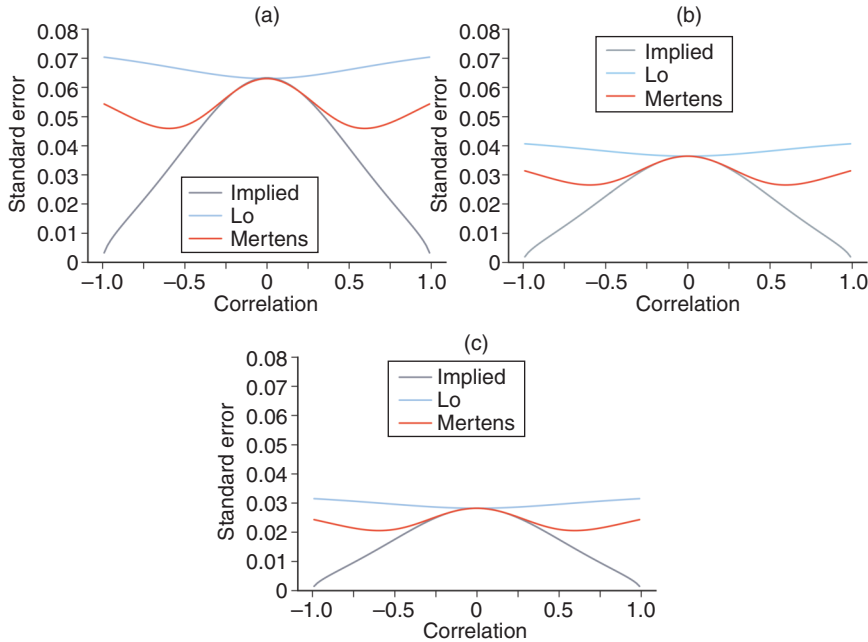 (a)
Standard error
0.08
0.07
0.06
0.05
0.04
0.03
0.02
0.01
0
Implied
Lo
Mertens
–1.0
–0.5
0
0.5
1.0
Correlation
(b)
Standard error
0.08
0.07
0.06
0.05
0.04
0.03
0.02
0.01
0
Implied
Lo
Mertens
–1.0
–0.5
0
0.5
1.0
Correlation
(c)
Standard error
0.08
0.07
0.06
0.05
0.04
0.03
0.02
0.01
0
Implied
Lo
Mertens
–1.0
–0.5
0
0.5
1.0
Correlation